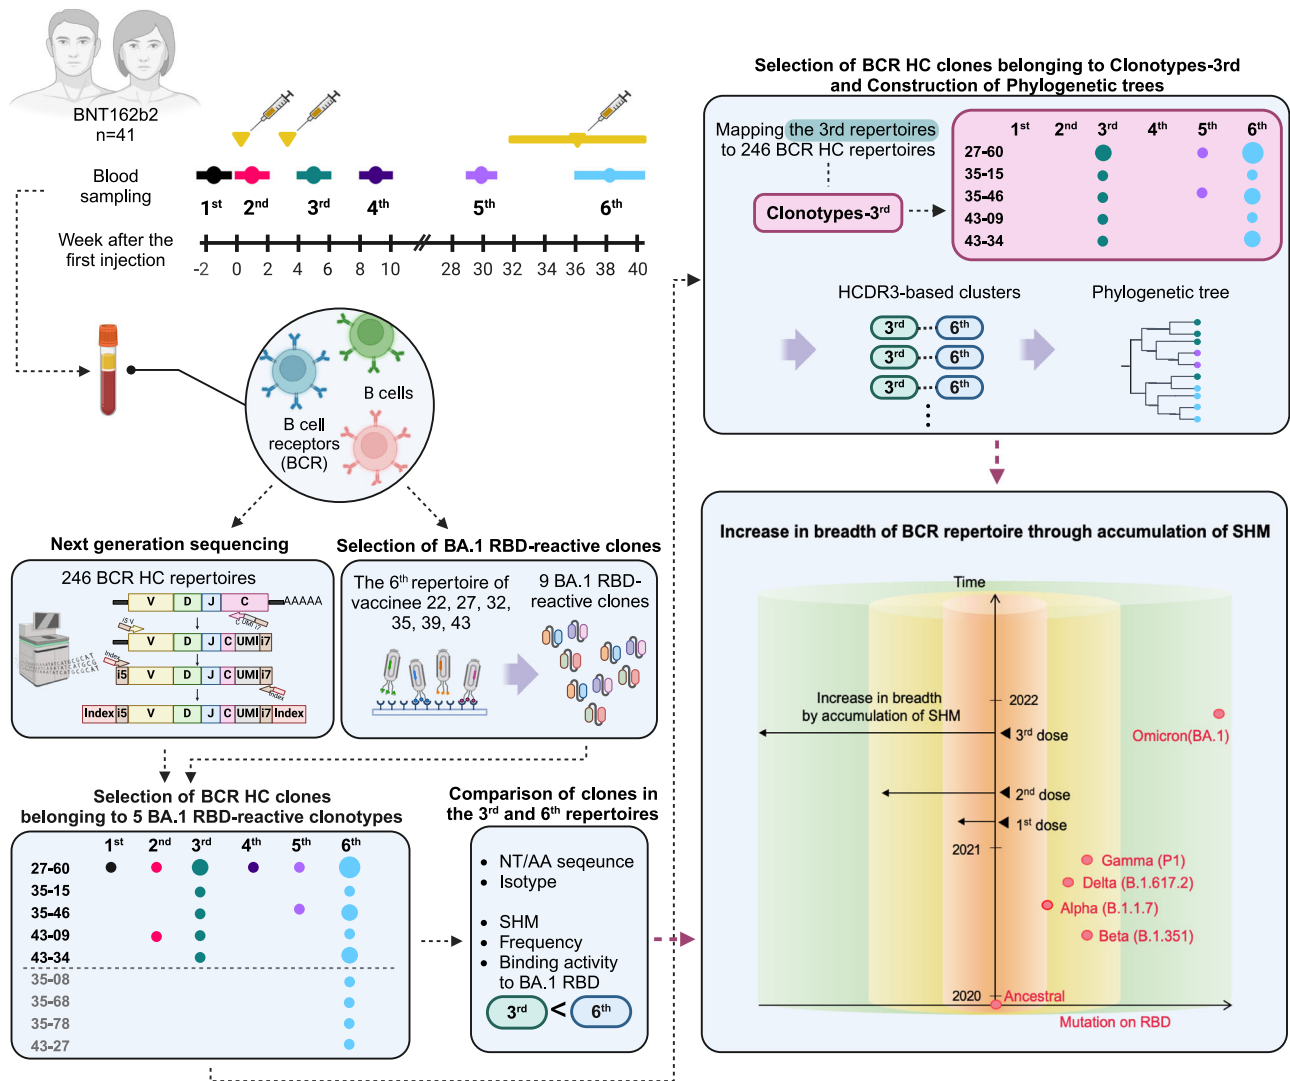 BNT162b2
n=41
Blood
sampling
1st 2nd 3rd 4th 5th 6th
Week after the
first injection
-2 0 2 4 6 8 10 28 30 32 34 36 38 40
B cells
B cell
receptors
(BCR)
Next generation sequencing
246 BCR HC repertoires
V D J C AAAAA
i5 V
C UMI i7
V D J C UMI i7
Index
i5 V D J C UMI i7
Index
Index i5 V D J C UMI i7 Index
Selection of BA.1 RBD-reactive clones
The 6th repertoire of
vaccinee 22, 27, 32,
35, 39, 43
9 BA.1 RBD-
reactive clones
Selection of BCR HC clones
belonging to 5 BA.1 RBD-reactive clonotypes
1st 2nd 3rd 4th 5th 6th
27-60
35-15
35-46
43-09
43-34
35-08
35-68
35-78
43-27
Comparison of clones in
the 3rd and 6th repertoires
• NT/AA seqeunce
• Isotype
• SHM
• Frequency
• Binding activity
to BA.1 RBD
3rd < 6th
Selection of BCR HC clones belonging to Clonotypes-3rd
and Construction of Phylogenetic trees
Mapping the 3rd repertoires
to 246 BCR HC repertoires
Clonotypes-3rd
1st 2nd 3rd 4th 5th 6th
27-60
35-15
35-46
43-09
43-34
HCDR3-based clusters
3rd 6th
3rd 6th
3rd 6th
Phylogenetic tree
Increase in breadth of BCR repertoire through accumulation of SHM
Time
2022
Increase in breadth
by accumulation of SHM
3rd dose
Omicron(BA.1)
2nd dose
1st dose
2021
Gamma (P1)
Delta (B.1.617.2)
Alpha (B.1.1.7)
Beta (B.1.351)
2020
Ancestral
Mutation on RBD